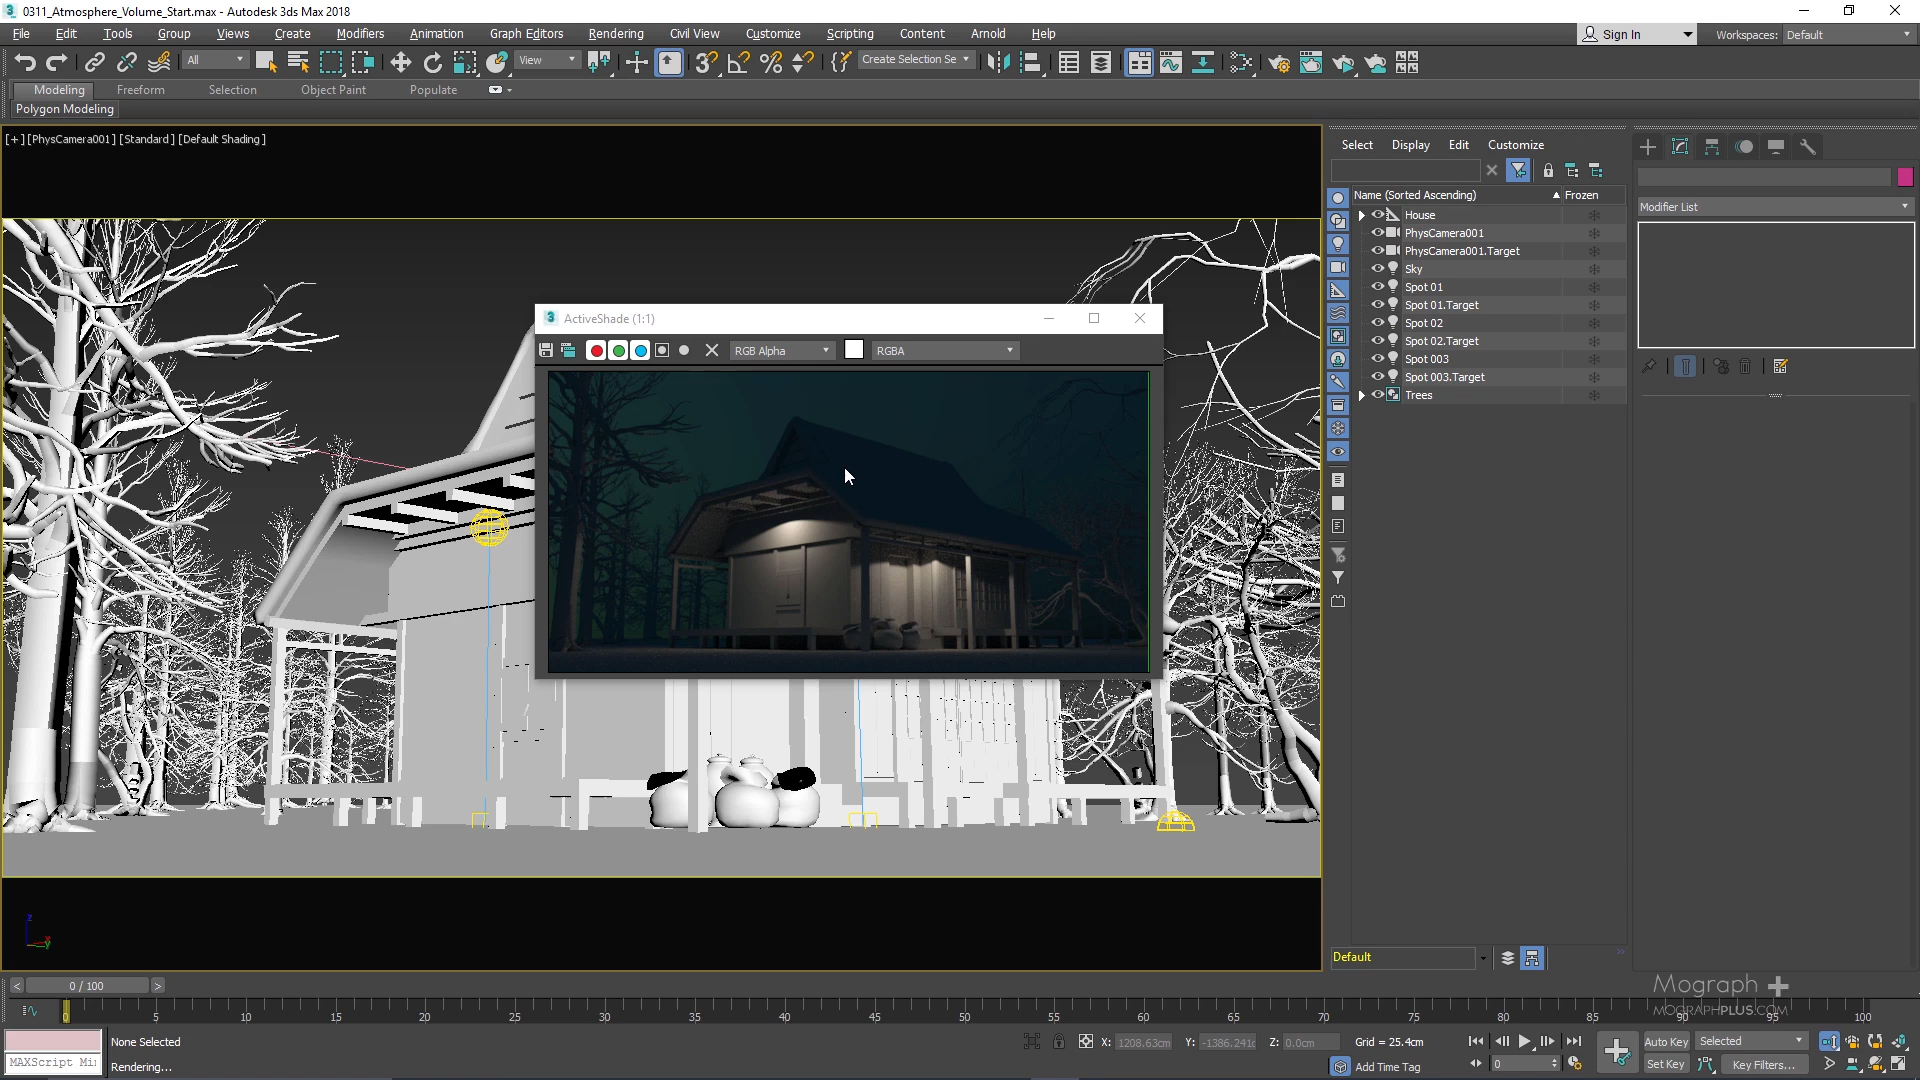 0311_Atmosphere_Volume_Start.max - Autodesk 3ds Max 2018
File Edit Tools Group Views Create Modifiers Animation Graph Editors Rendering Civil View Customize Scripting Content Arnold Help
Sign In
Workspaces: Default
All
View
Create Selection Se
Modeling Freeform Selection Object Paint Populate
Polygon Modeling
[+] [PhysCamera001] [Standard] [Default Shading]
Select Display Edit Customize
Name (Sorted Ascending) Frozen
House
PhysCamera001
PhysCamera001.Target
Sky
Spot 01
Spot 01.Target
Spot 02
Spot 02.Target
Spot 003
Spot 003.Target
Trees
Modifier List
ActiveShade (1:1)
RGB Alpha
RGBA
Default
0 / 100
0 5 10 15 20 25 30 35 40 45 50 55 60 65 70 75 80 85 90 95 100
Mograph +
MOGRAPHPLUS.COM
None Selected
MAXScript Mi
Rendering...
X: 1208.63cm Y: -1386.241c Z: 0.0cm
Grid = 25.4cm
Add Time Tag
0
Auto Key Selected
Set Key Key Filters...